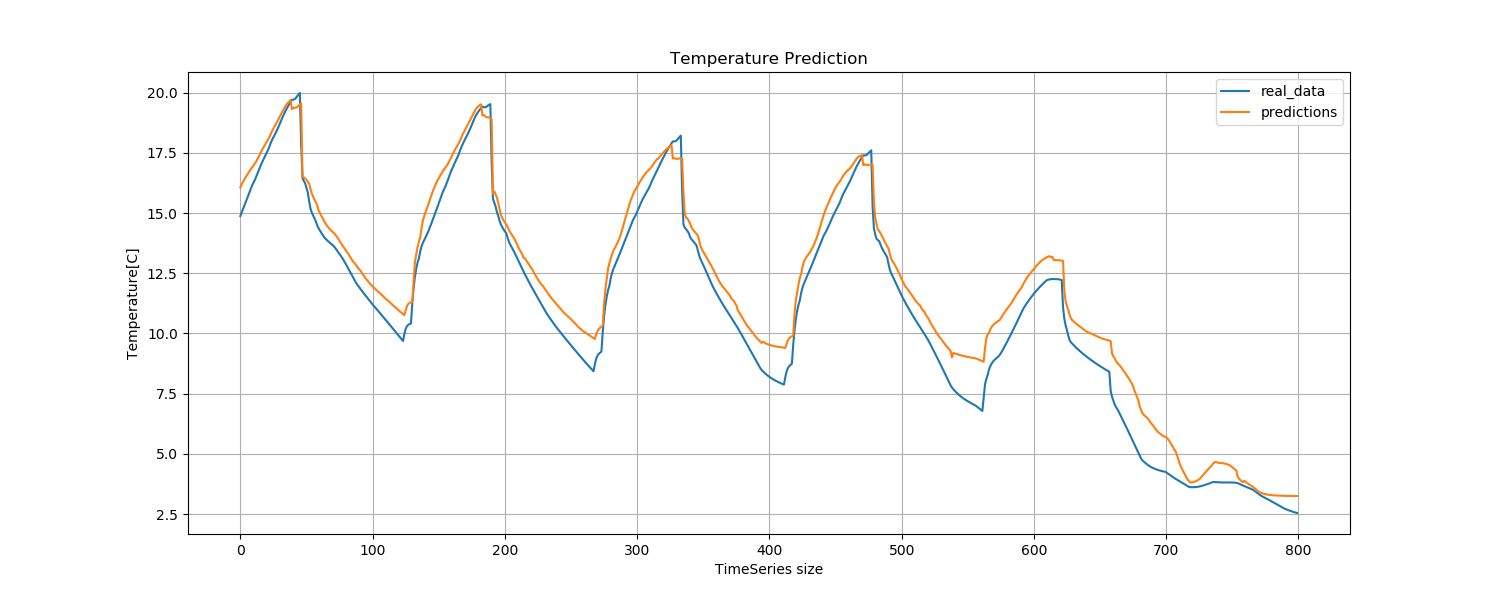 Temperature Prediction
real_data
predictions
Temperature[C]
20.0
17.5
15.0
12.5
10.0
7.5
5.0
2.5
0 100 200 300 400 500 600 700 800
TimeSeries size